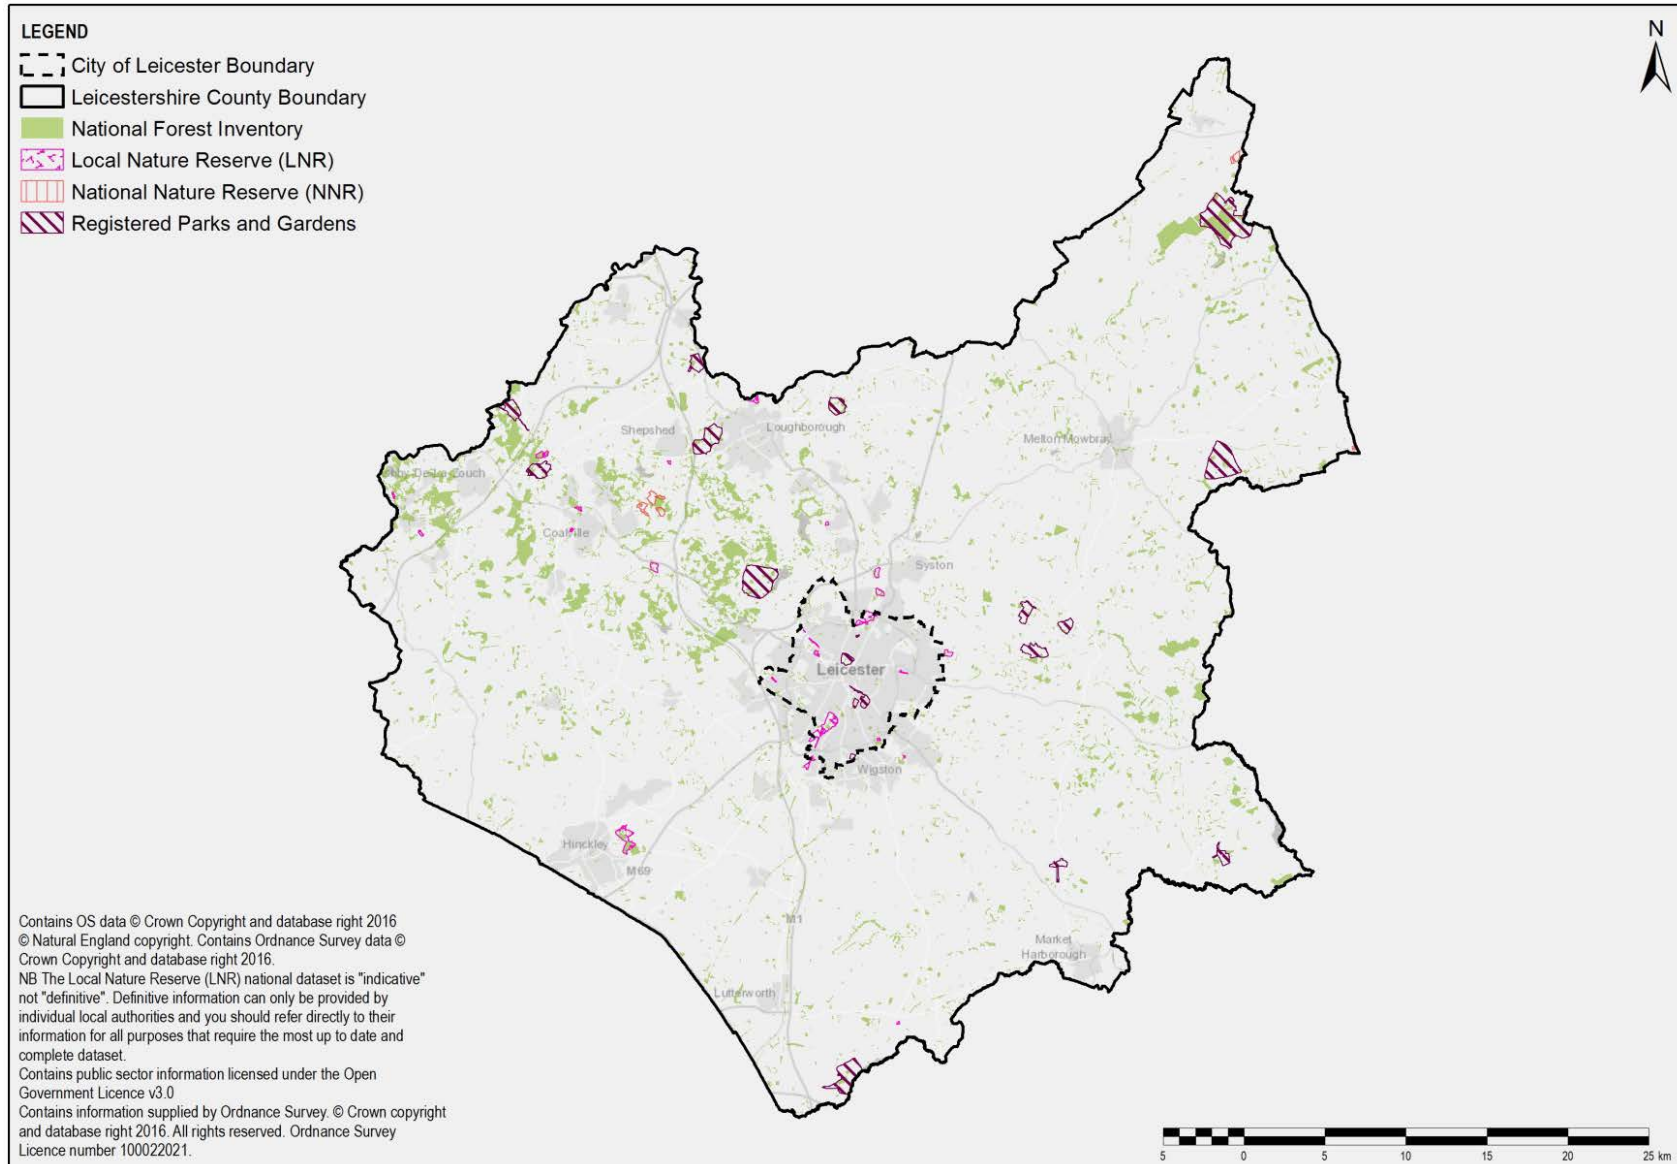 LEGEND
City of Leicester Boundary
Leicestershire County Boundary
National Forest Inventory
Local Nature Reserve (LNR)
National Nature Reserve (NNR)
Registered Parks and Gardens
N
Shepshed
Loughborough
Melton Mowbray
Ashby-De-La-Zouch
Coalville
Syston
Leicester
Wigston
Hinckley
M69
M1
Market
Harborough
Lutterworth
Contains OS data © Crown Copyright and database right 2016
© Natural England copyright. Contains Ordnance Survey data ©
Crown Copyright and database right 2016.
NB The Local Nature Reserve (LNR) national dataset is "indicative"
not "definitive". Definitive information can only be provided by
individual local authorities and you should refer directly to their
information for all purposes that require the most up to date and
complete dataset.
Contains public sector information licensed under the Open
Government Licence v3.0
Contains information supplied by Ordnance Survey. © Crown copyright
and database right 2016. All rights reserved. Ordnance Survey
Licence number 100022021.
5 0 5 10 15 20 25 km